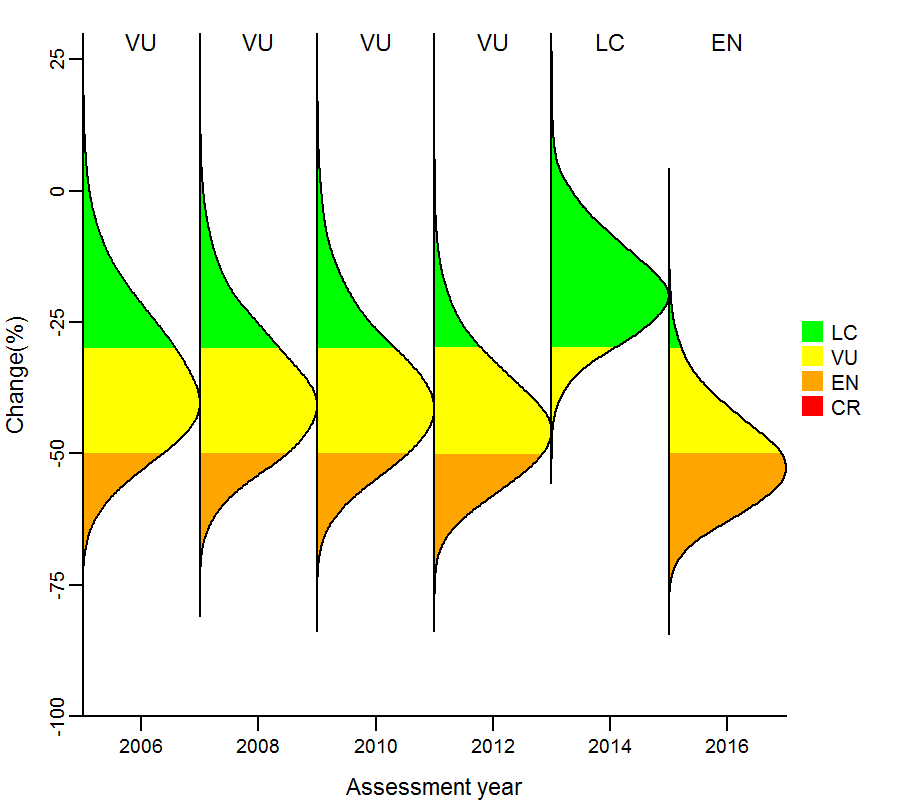 VU VU VU VU LC EN
25
0
25
-50
-75
-100
Change(%)
LC
VU
EN
CR
2006 2008 2010 2012 2014 2016
Assessment year